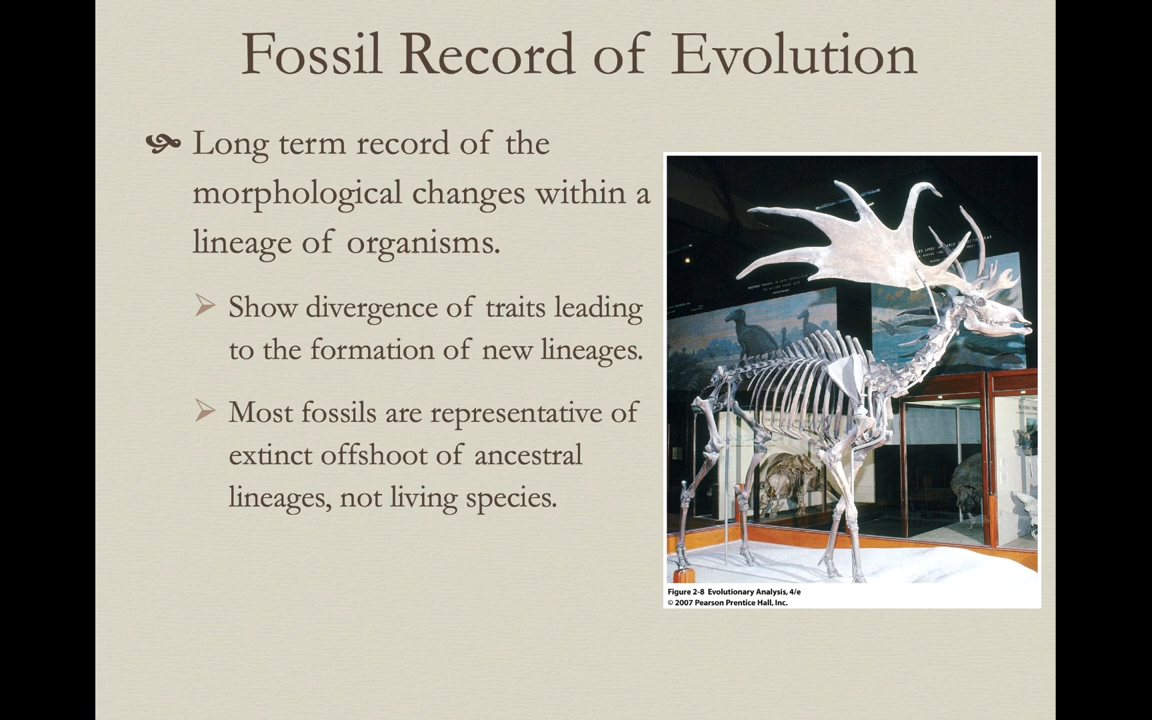 Fossil Record of Evolution
Long term record of the
morphological changes within a
lineage of organisms.
Show divergence of traits leading
to the formation of new lineages.
Most fossils are representative of
extinct offshoot of ancestral
lineages, not living species.
Figure 2-8 Evolutionary Analysis, 4/e
© 2007 Pearson Prentice Hall, Inc.